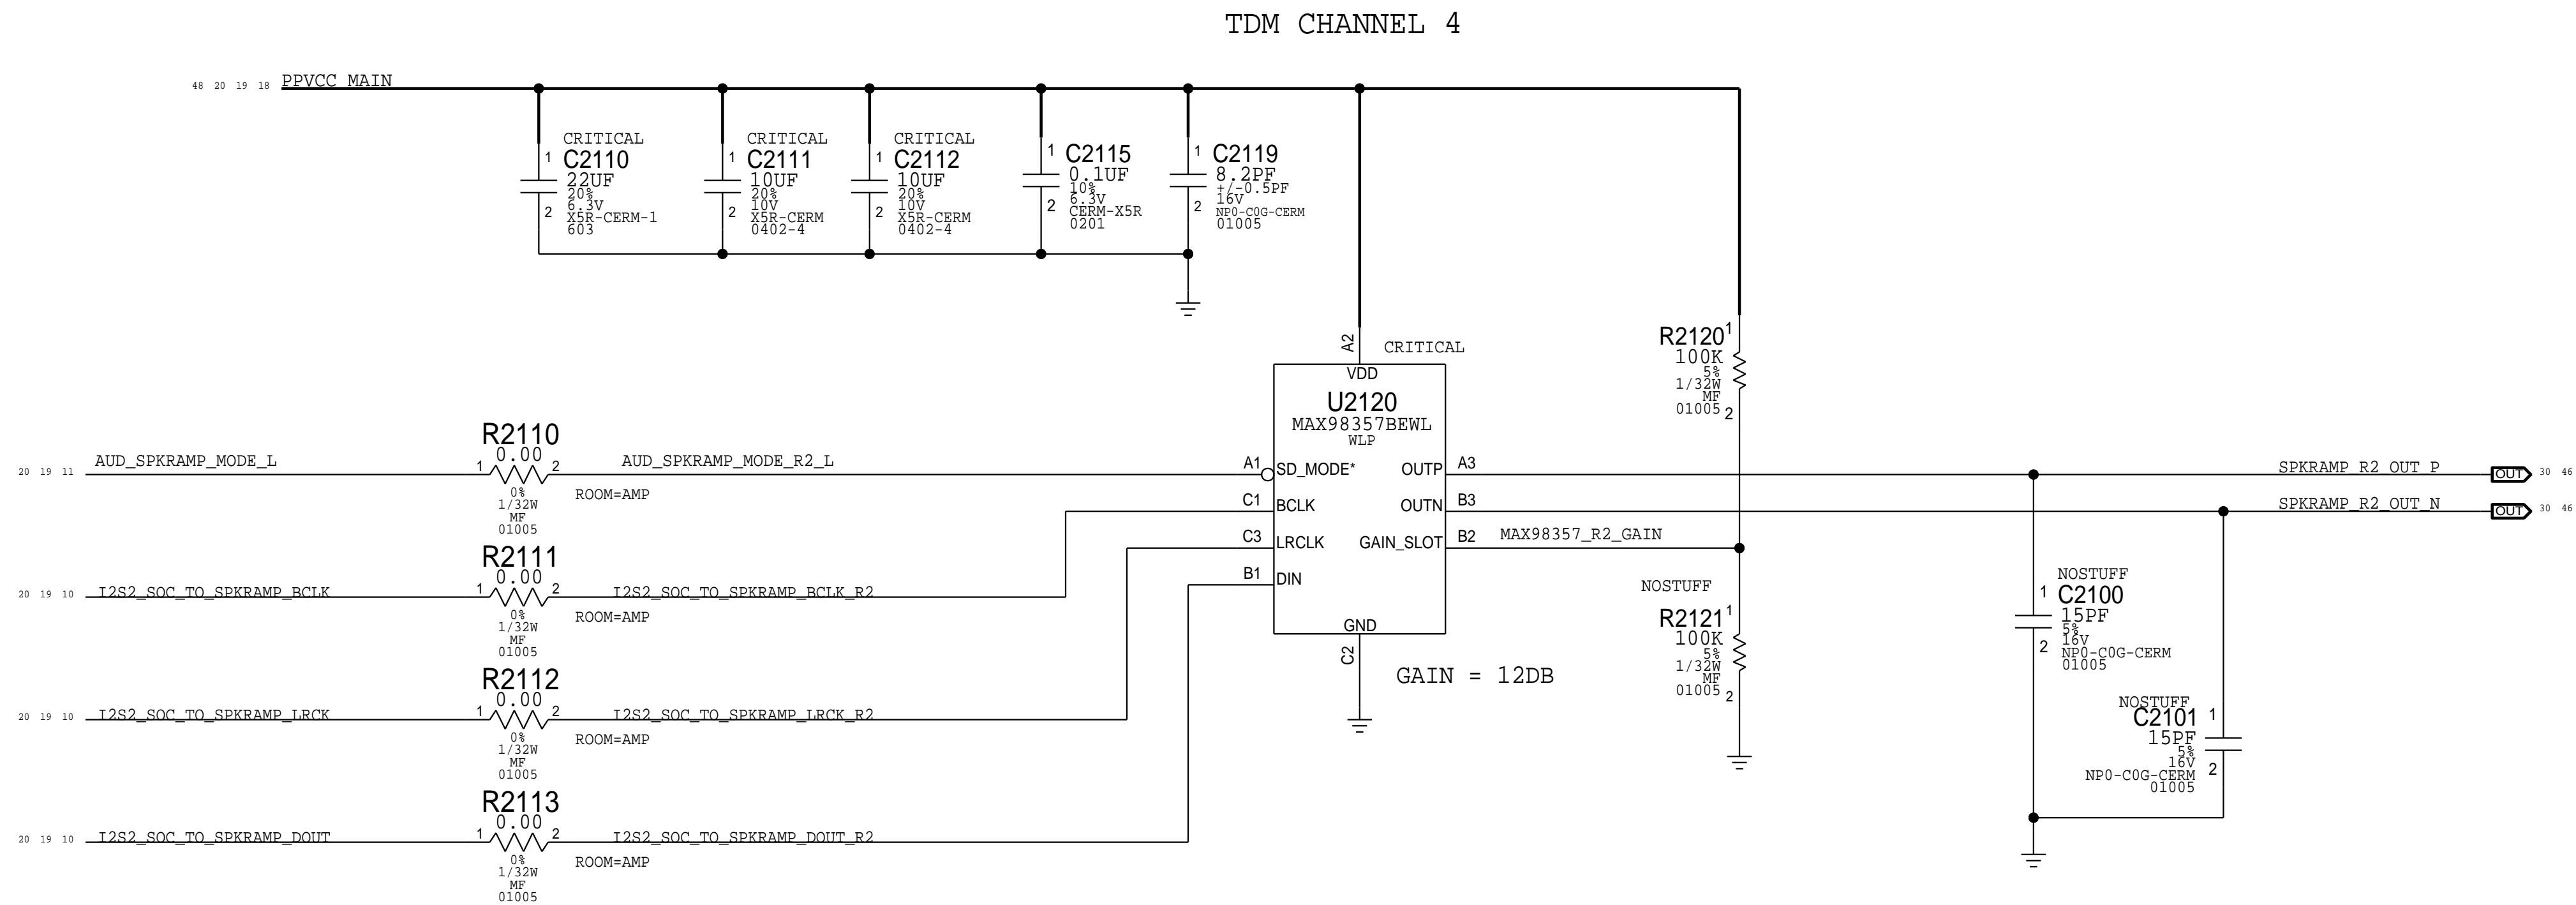 TDM CHANNEL 4
48 20 19 18 PPVCC_MAIN
CRITICAL
1 C2110
22UF
20%
6.3V
2 X5R-CERM-1
603
CRITICAL
1 C2111
10UF
20%
10V
2 X5R-CERM
0402-4
CRITICAL
1 C2112
10UF
20%
10V
2 X5R-CERM
0402-4
1 C2115
0.1UF
10%
6.3V
2 CERM-X5R
0201
1 C2119
8.2PF
+/-0.5PF
16V
2 NP0-C0G-CERM
01005
A2 CRITICAL
VDD
U2120
MAX98357BEWL
WLP
A1 SD_MODE* OUTP A3
C1 BCLK OUTN B3
C3 LRCLK GAIN_SLOT B2
B1 DIN
GND
C2
GAIN = 12DB
MAX98357_R2_GAIN
R2120 1
100K
5%
1/32W
MF
01005 2
NOSTUFF
R2121 1
100K
5%
1/32W
MF
01005 2
20 19 11 AUD_SPKRAMP_MODE_L
R2110
0.00
1 2
0%
1/32W
MF
01005
AUD_SPKRAMP_MODE_R2_L
ROOM=AMP
20 19 10 I2S2_SOC_TO_SPKRAMP_BCLK
R2111
0.00
1 2
0%
1/32W
MF
01005
I2S2_SOC_TO_SPKRAMP_BCLK_R2
ROOM=AMP
20 19 10 I2S2_SOC_TO_SPKRAMP_LRCK
R2112
0.00
1 2
0%
1/32W
MF
01005
I2S2_SOC_TO_SPKRAMP_LRCK_R2
ROOM=AMP
20 19 10 I2S2_SOC_TO_SPKRAMP_DOUT
R2113
0.00
1 2
0%
1/32W
MF
01005
I2S2_SOC_TO_SPKRAMP_DOUT_R2
ROOM=AMP
SPKRAMP_R2_OUT_P OUT 30 46
SPKRAMP_R2_OUT_N OUT 30 46
NOSTUFF
1 C2100
15PF
5%
16V
2 NP0-C0G-CERM
01005
NOSTUFF
C2101 1
15PF
5%
16V
NP0-C0G-CERM 2
01005